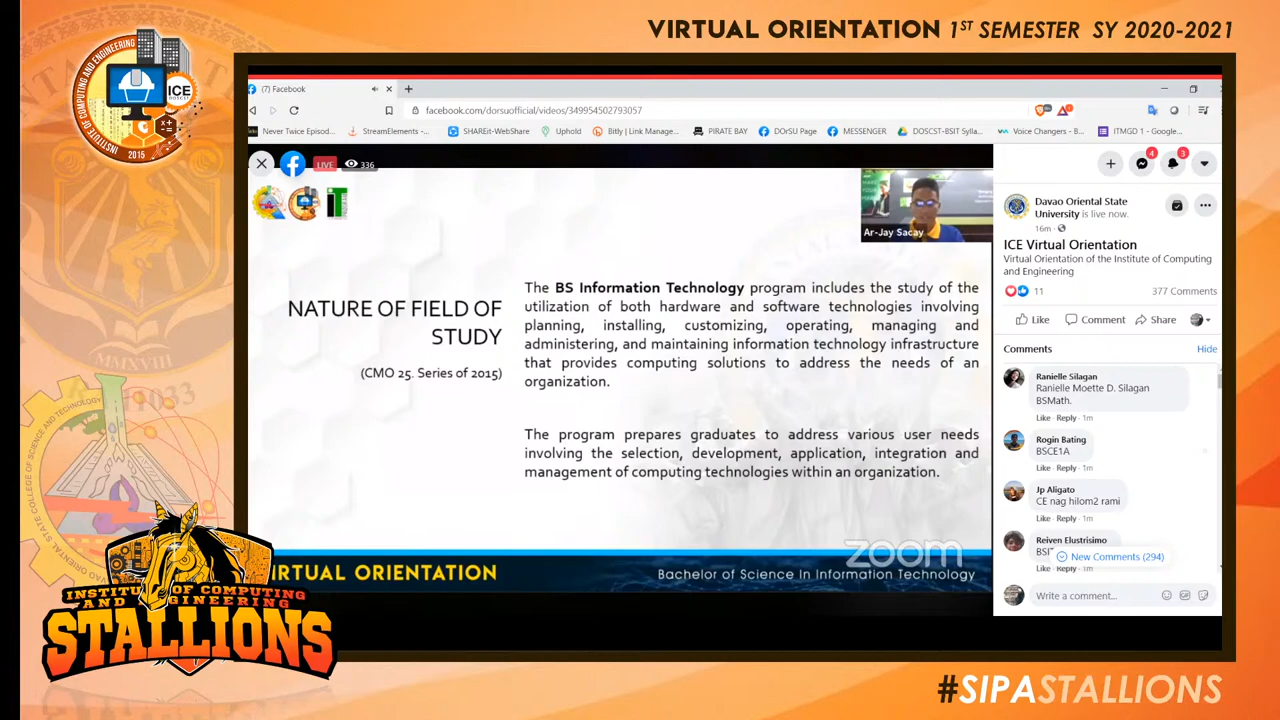 VIRTUAL ORIENTATION 1ST SEMESTER SY 2020-2021
COMPUTING AND ENGINEERING
INSTITUTE OF
2015
ICE
DOSCST
(7) Facebook
facebook.com/dorsuofficial/videos/349954502793057
Never Twice Episod...
StreamElements -...
SHAREit-WebShare
Uphold
Bitly | Link Manage...
PIRATE BAY
DOrSU Page
MESSENGER
DOSCST-BSIT Sylla...
Voice Changers - B...
ITMGD 1 - Google...
LIVE
336
4
3
Ar-Jay Sacay
Davao Oriental State
University is live now.
16m
ICE Virtual Orientation
Virtual Orientation of the Institute of Computing
and Engineering
11
377 Comments
Like
Comment
Share
Comments
Hide
Ranielle Silagan
Ranielle Moette D. Silagan
BSMath.
Like · Reply · 1m
Rogin Bating
BSCE1A
Like · Reply · 1m
Jp Aligato
CE nag hilom2 rami
Like · Reply · 1m
Reiven Elustrisimo
New Comments (294)
Like · Reply · 1m
Write a comment...
NATURE OF FIELD OF
STUDY
(CMO 25. Series of 2015)
The BS Information Technology program includes the study of the
utilization of both hardware and software technologies involving
planning, installing, customizing, operating, managing and
administering, and maintaining information technology infrastructure
that provides computing solutions to address the needs of an
organization.
The program prepares graduates to address various user needs
involving the selection, development, application, integration and
management of computing technologies within an organization.
zoom
IRTUAL ORIENTATION
Bachelor of Science in Information Technology
MMXVIII
INSTITU OF COMPUTING
AND GINEERING
STALLIONS
#SIPASTALLIONS